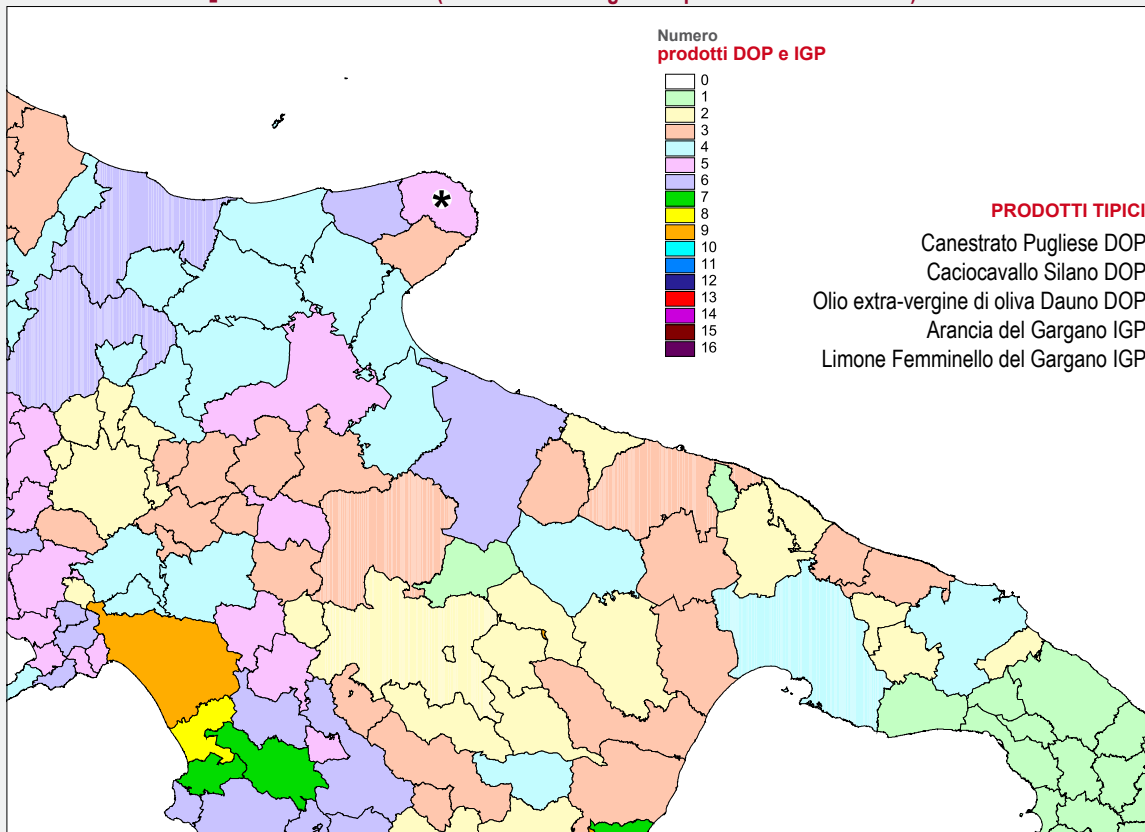 Numero
prodotti DOP e IGP
0
1
2
3
4
5
6
7
8
9
10
11
12
13
14
15
16
*
PRODOTTI TIPICI
Canestrato Pugliese DOP
Caciocavallo Silano DOP
Olio extra-vergine di oliva Dauno DOP
Arancia del Gargano IGP
Limone Femminello del Gargano IGP